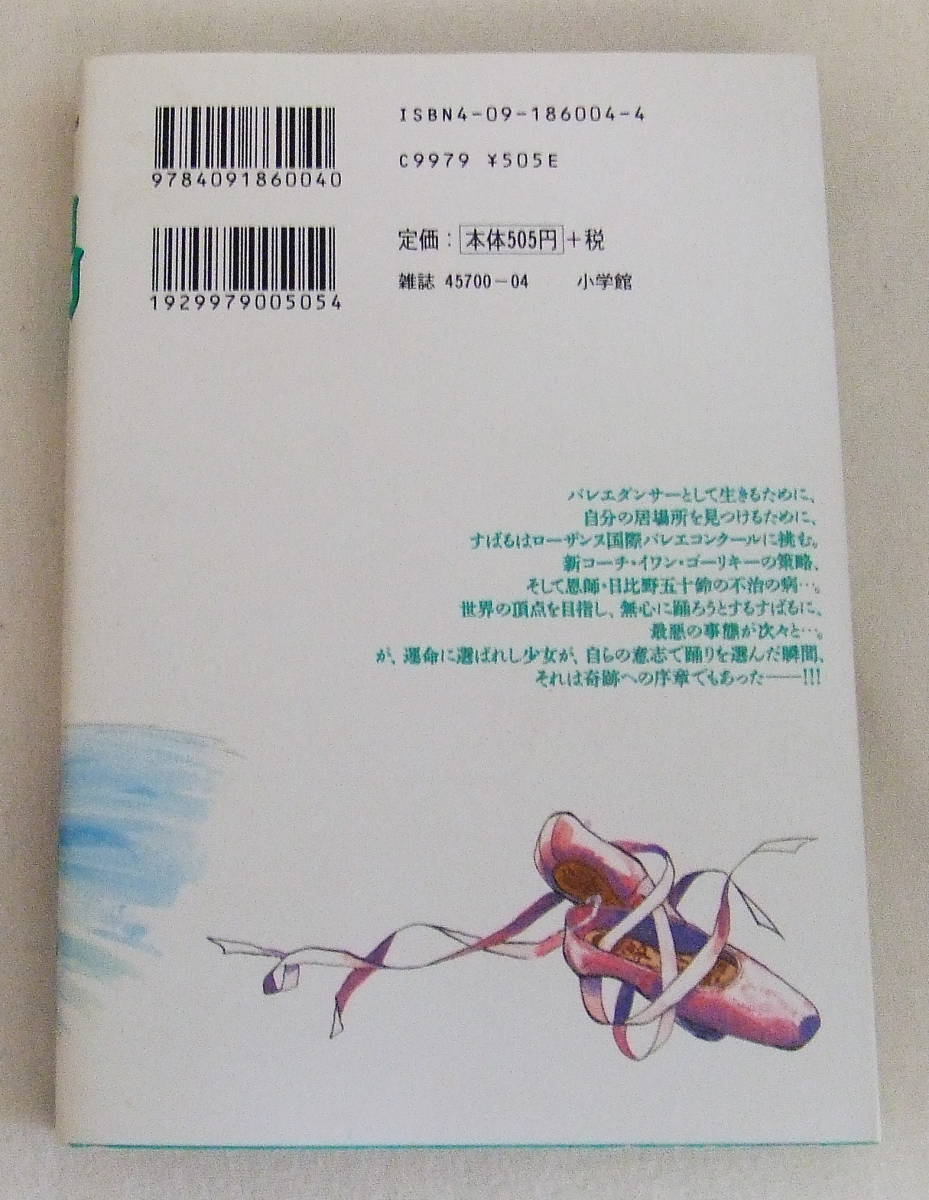 9784091860040
ISBN4-09-186004-4
C9979 ¥505E
1929979005054
定価：本体505円＋税
雑誌 45700-04 小学館
バレエダンサーとして生きるために、
自分の居場所を見つけるために、
すばるはローザンヌ国際バレエコンクールに挑む。
新コーチ・イワン・ゴーリキーの策略、
そして恩師・日比野五十鈴の不治の病…。
世界の頂点を目指し、無心に踊ろうとするすばるに、
最悪の事態が次々と…。
が、運命に選ばれし少女が、自らの意志で踊りを選んだ瞬間、
それは奇跡への序章でもあった——!!!